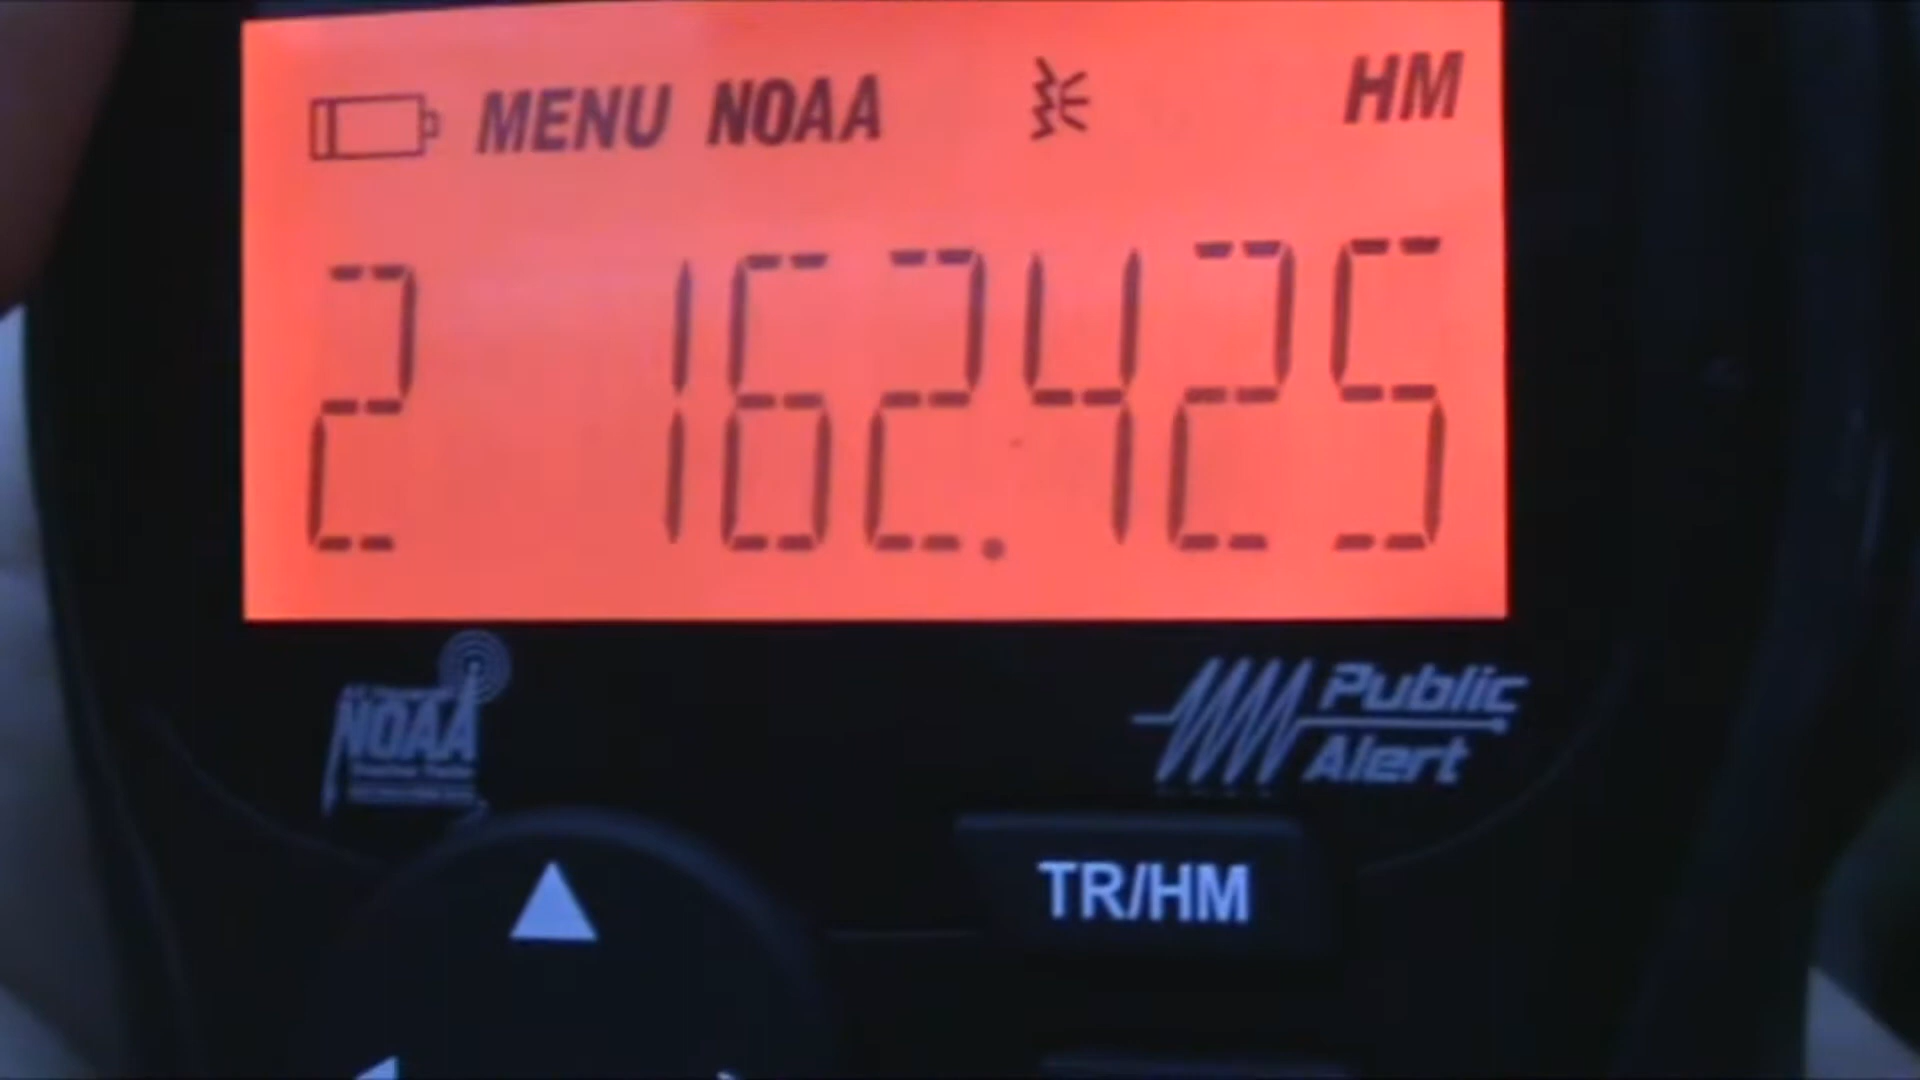 MENU NOAA HM
2 162.425
NOAA
Public
Alert
TR/HM